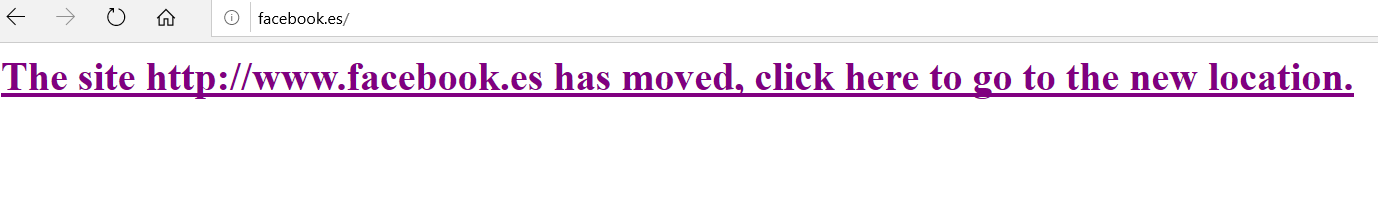 facebook.es/
The site http://www.facebook.es has moved, click here to go to the new location.